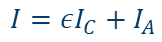 I = ϵI_C + I_A